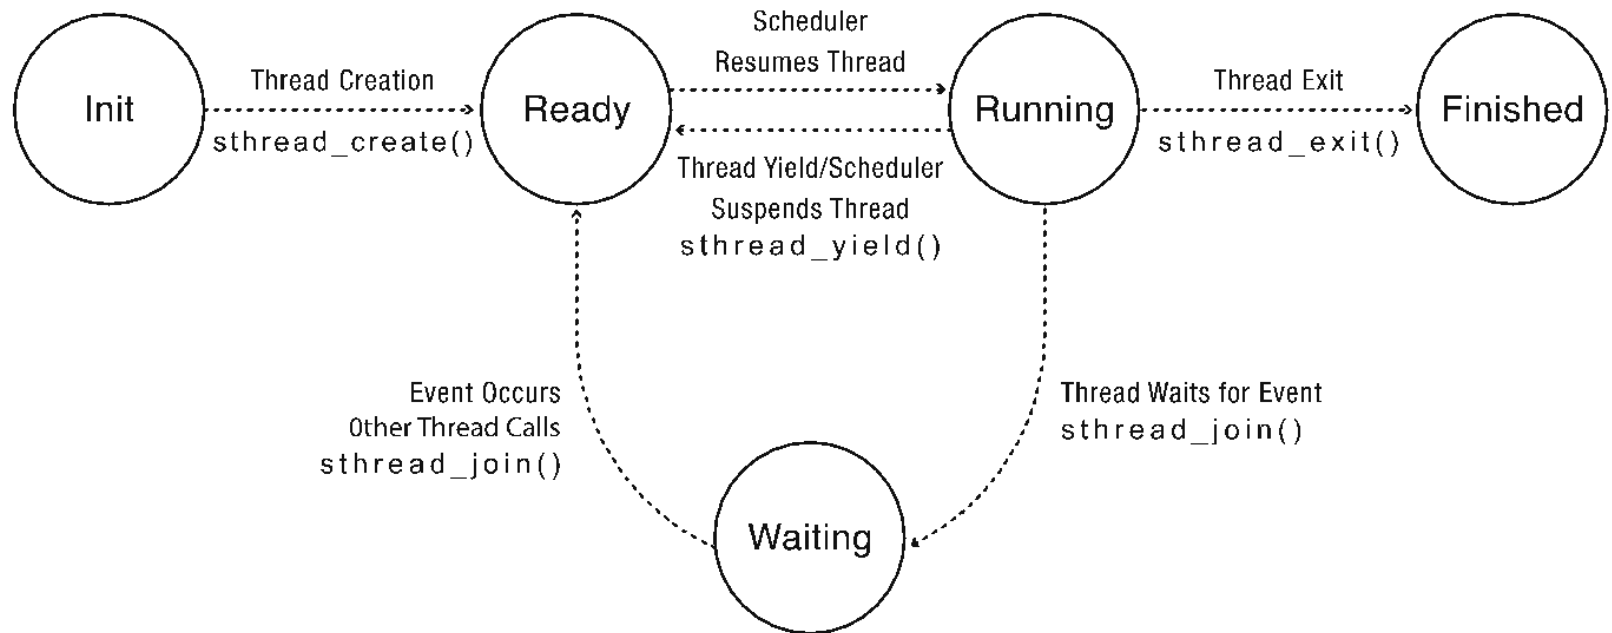 Init
Thread Creation
sthread_create()
Ready
Scheduler
Resumes Thread
Thread Yield/Scheduler
Suspends Thread
sthread_yield()
Running
Thread Exit
sthread_exit()
Finished
Event Occurs
Other Thread Calls
sthread_join()
Thread Waits for Event
sthread_join()
Waiting